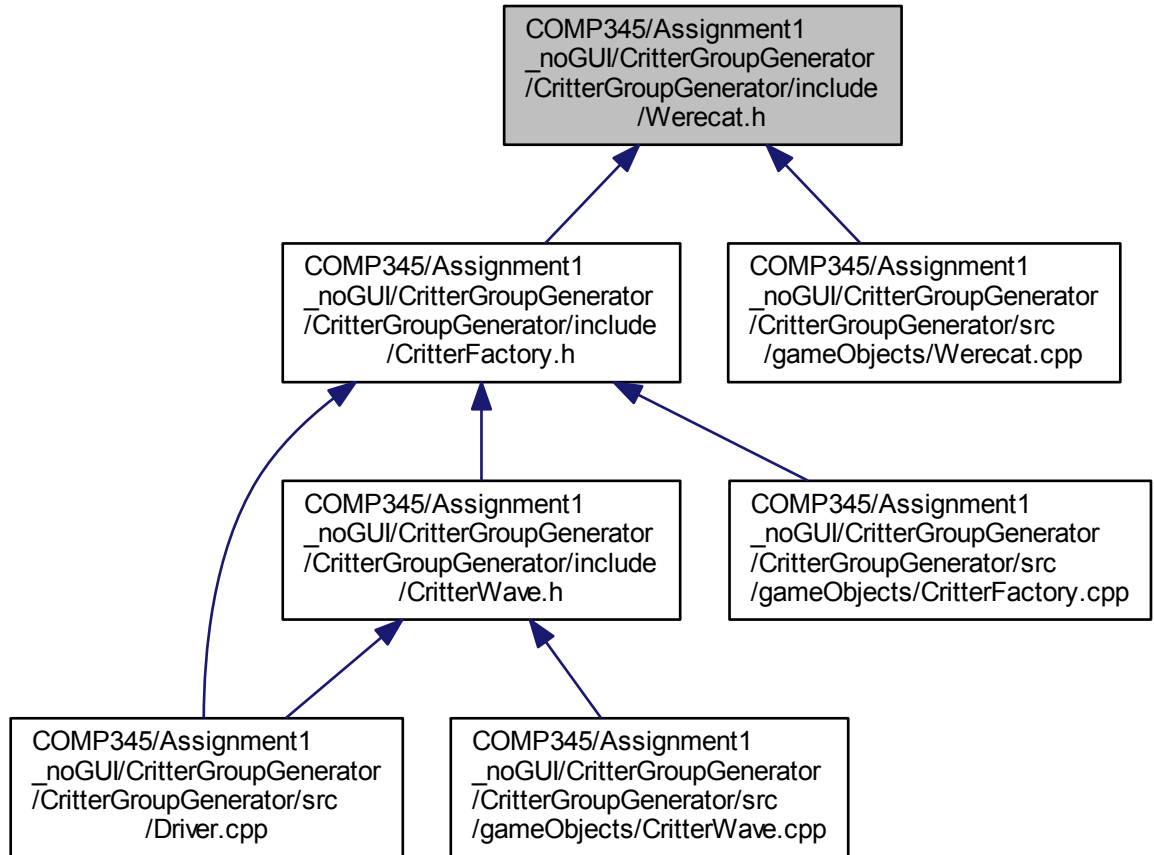 COMP345/Assignment1
_noGUI/CritterGroupGenerator
/CritterGroupGenerator/include
/Werecat.h
COMP345/Assignment1
_noGUI/CritterGroupGenerator
/CritterGroupGenerator/include
/CritterFactory.h
COMP345/Assignment1
_noGUI/CritterGroupGenerator
/CritterGroupGenerator/src
/gameObjects/Werecat.cpp
COMP345/Assignment1
_noGUI/CritterGroupGenerator
/CritterGroupGenerator/include
/CritterWave.h
COMP345/Assignment1
_noGUI/CritterGroupGenerator
/CritterGroupGenerator/src
/gameObjects/CritterFactory.cpp
COMP345/Assignment1
_noGUI/CritterGroupGenerator
/CritterGroupGenerator/src
/Driver.cpp
COMP345/Assignment1
_noGUI/CritterGroupGenerator
/CritterGroupGenerator/src
/gameObjects/CritterWave.cpp